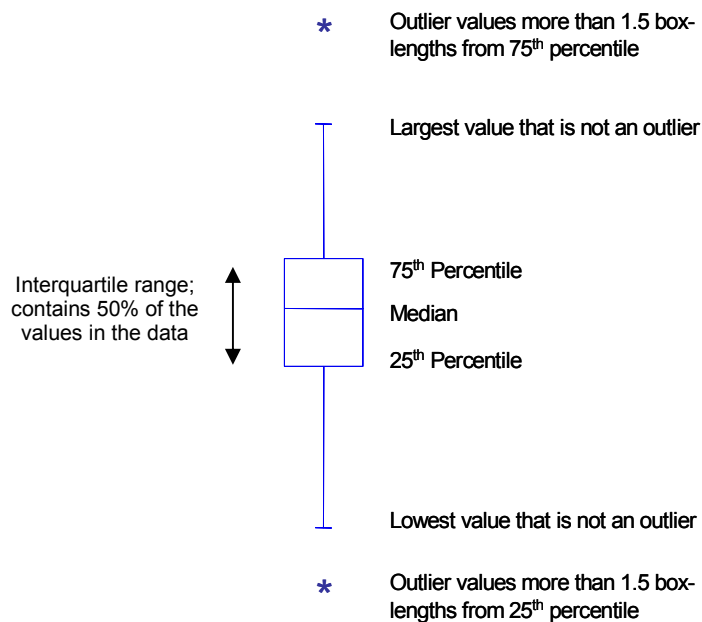 * Outlier values more than 1.5 box-
lengths from 75th percentile
Largest value that is not an outlier
75th Percentile
Interquartile range;
contains 50% of the
values in the data
Median
25th Percentile
Lowest value that is not an outlier
* Outlier values more than 1.5 box-
lengths from 25th percentile